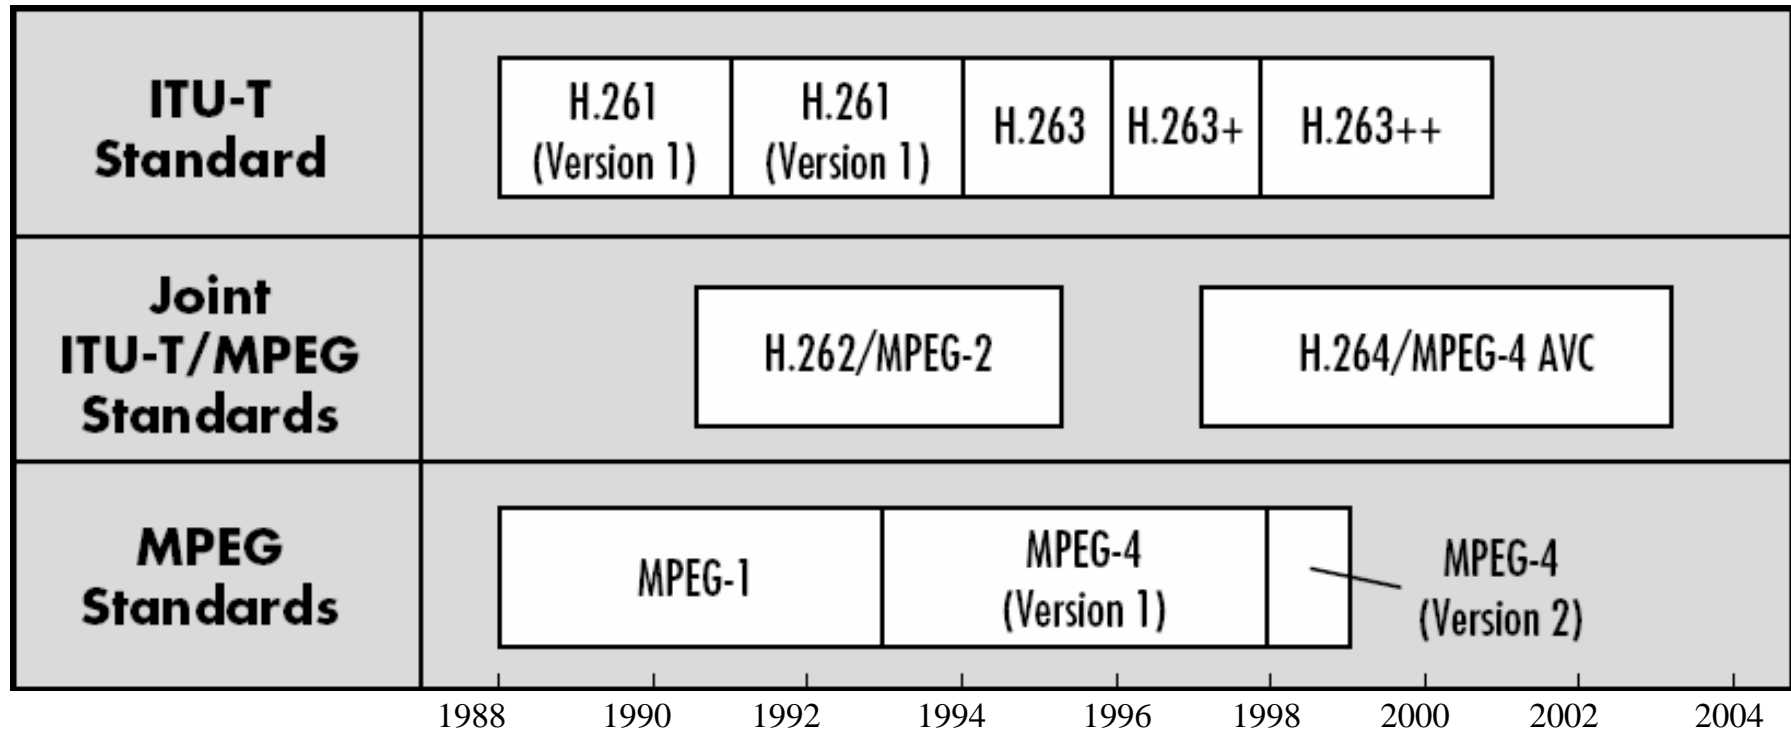 ITU-T
Standard
H.261
(Version 1)
H.261
(Version 1)
H.263
H.263+
H.263++
Joint
ITU-T/MPEG
Standards
H.262/MPEG-2
H.264/MPEG-4 AVC
MPEG
Standards
MPEG-1
MPEG-4
(Version 1)
MPEG-4
(Version 2)
1988 1990 1992 1994 1996 1998 2000 2002 2004